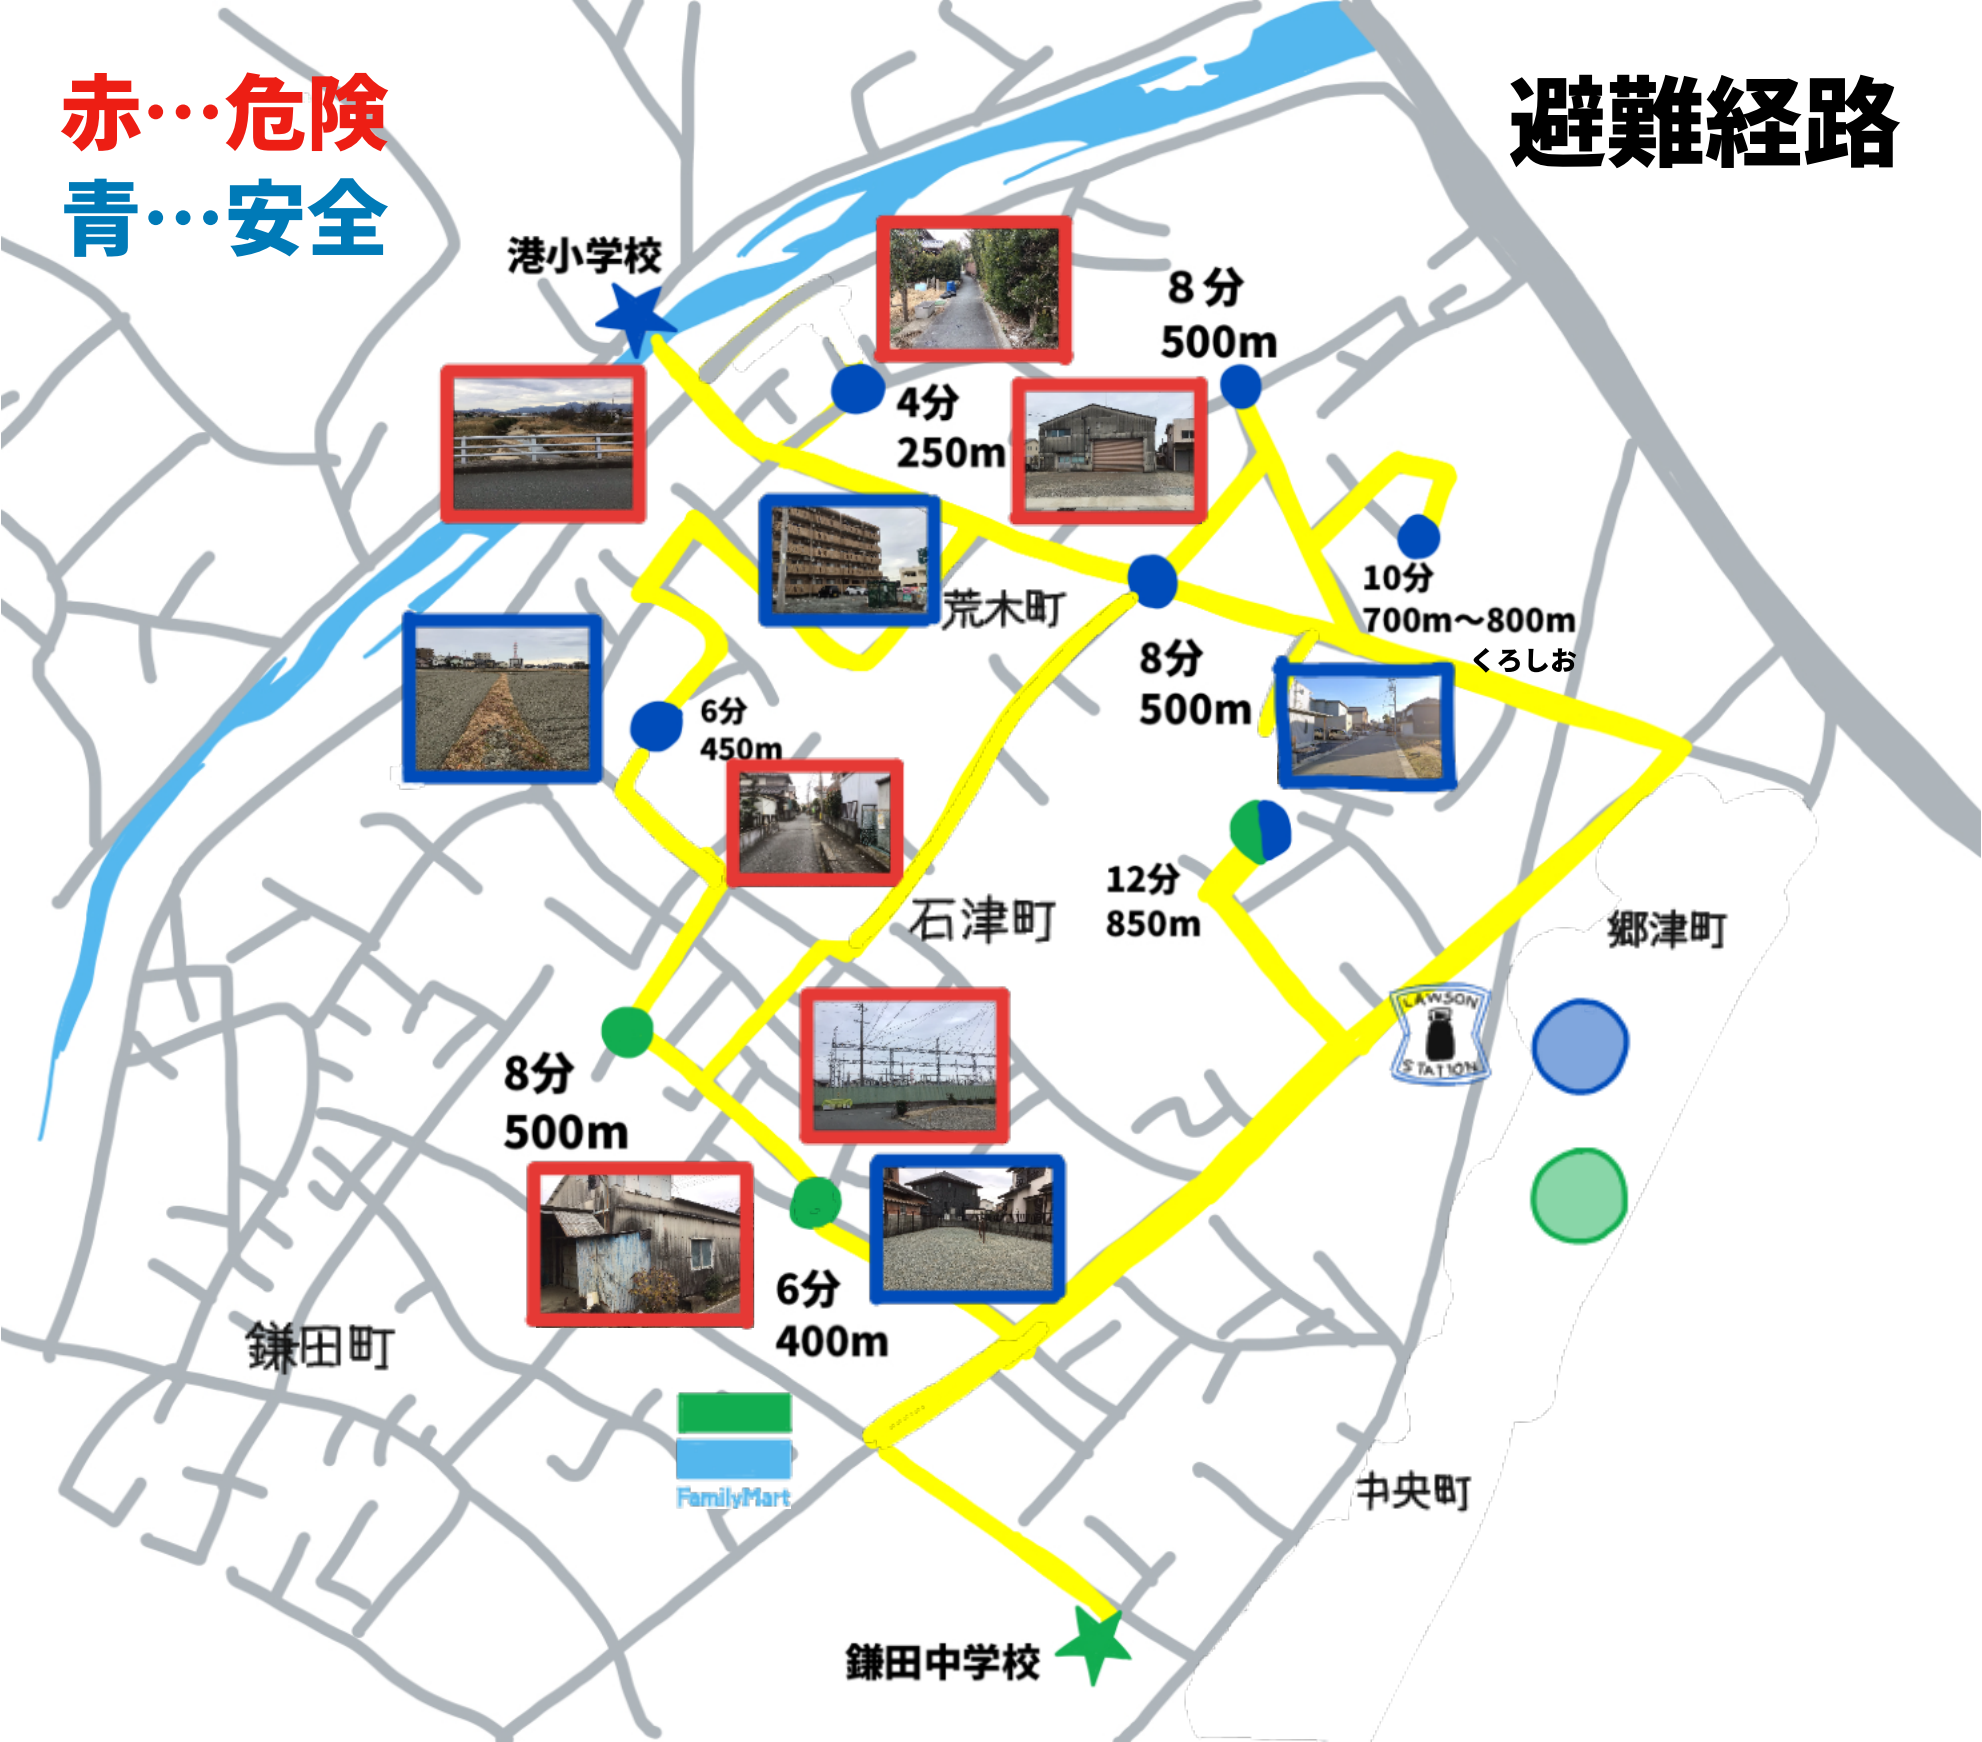 赤…危険
青…安全
避難経路
港小学校
8分
500m
4分
250m
荒木町
10分
700m～800m
くろしお
8分
500m
6分
450m
12分
850m
石津町
郷津町
LAWSON
STATION
8分
500m
6分
400m
鎌田町
FamilyMart
中央町
鎌田中学校